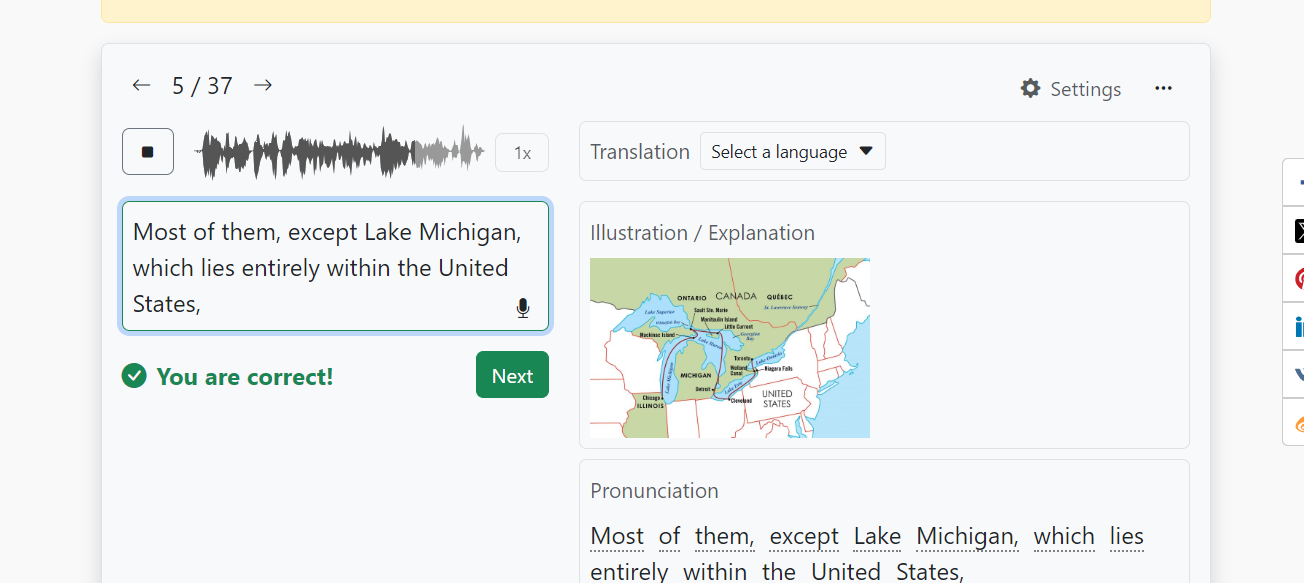 ← 5 / 37 →
Settings ...
1x
Most of them, except Lake Michigan,
which lies entirely within the United
States,
You are correct!
Next
Translation Select a language
Illustration / Explanation
ONTARIO CANADA QUÉBEC
St. Lawrence Seaway
Lake Superior
Sault Ste. Marie
Manitoulin Island
Little Current
Mackinac Island
Georgian
Bay
Lake Huron
Lake Michigan
Toronto
Lake Ontario
Welland
Canal
Niagara Falls
MICHIGAN
Detroit
Lake Erie
Chicago
ILLINOIS
Cleveland
UNITED
STATES
Pronunciation
Most of them, except Lake Michigan, which lies
entirely within the United States,